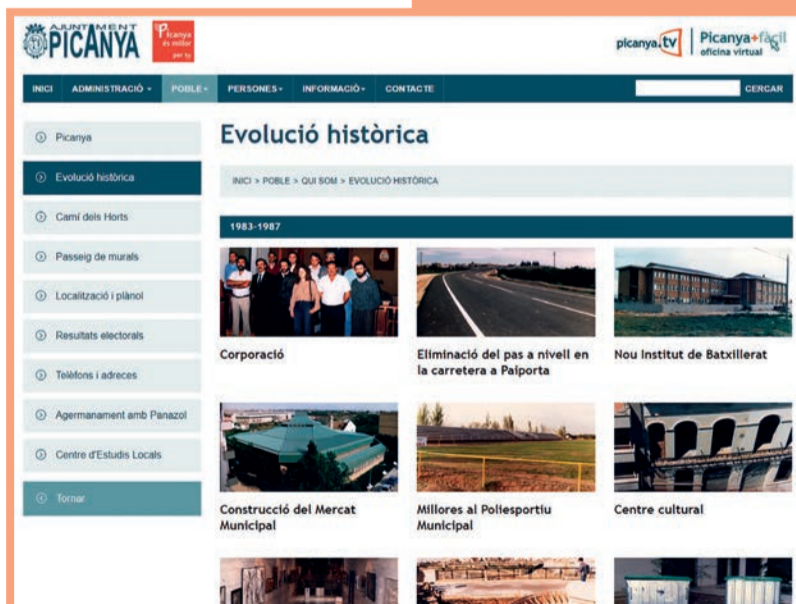 AJUNTAMENT
PICANYA
Picanya
és millor
per tu
picanya.tv
Picanya+fàcil
oficina virtual
INICI ADMINISTRACIÓ POBLE PERSONES INFORMACIÓ CONTACTE CERCAR
Picanya
Evolució històrica
Camí dels Horts
Passeig de murals
Localització i plànol
Resultats electorals
Telèfons i adreces
Agermanament amb Panazol
Centre d'Estudis Locals
Tornar
Evolució històrica
INICI > POBLE > QUI SOM > EVOLUCIÓ HISTÒRICA
1983-1987
Corporació
Eliminació del pas a nivell en
la carretera a Paiporta
Nou Institut de Batxillerat
Construcció del Mercat
Municipal
Millores al Poliesportiu
Municipal
Centre cultural